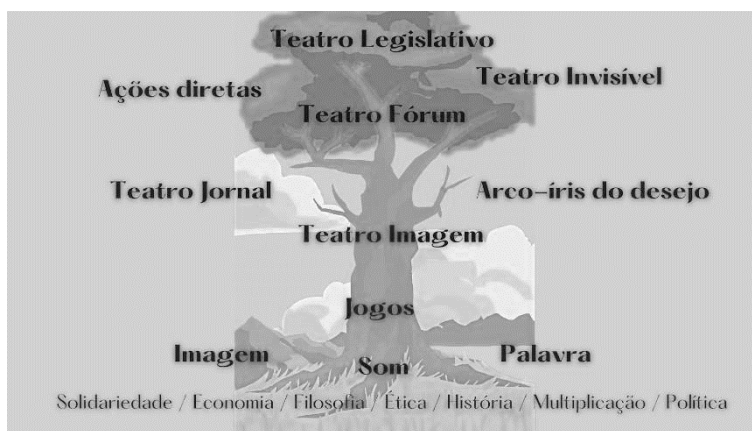 Teatro Legislativo
Ações diretas
Teatro Invisível
Teatro Fórum
Teatro Jornal
Arco-íris do desejo
Teatro Imagem
Jogos
Imagem
Som
Palavra
Solidariedade / Economia / Filosofia / Ética / História / Multiplicação / Política